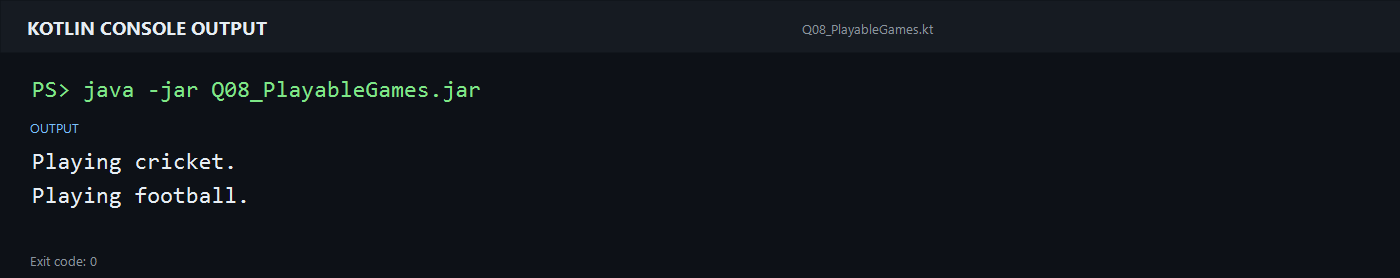 KOTLIN CONSOLE OUTPUT
Q08_PlayableGames.kt
PS> java -jar Q08_PlayableGames.jar
OUTPUT
Playing cricket.
Playing football.
Exit code: 0